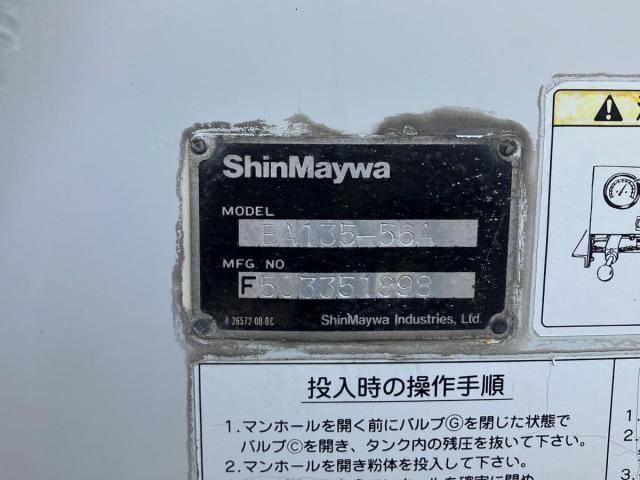 ShinMaywa
MODEL
EA135-56A
MFG NO
F503351898
ShinMaywa Industries, Ltd.
投入時の操作手順
1.マンホールを開く前にバルブⒼを閉じた状態で
バルブⒸを開き、タンク内の残圧を抜いて下さい。
2.マンホールを開き粉体を投入して下さい。
1.
2.
3.